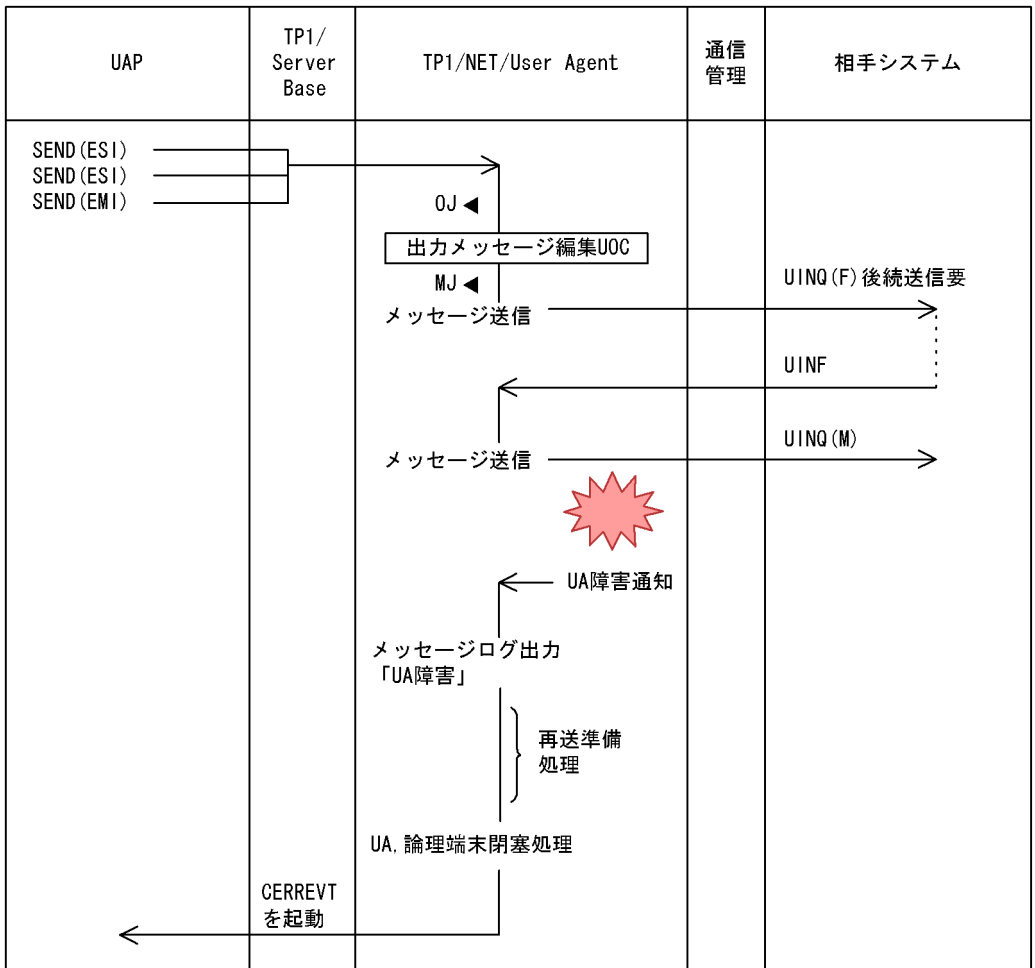 UAP
TP1/
Server
Base
TP1/NET/User Agent
通信
管理
相手システム
SEND(ESI)
SEND(ESI)
SEND(EMI)
OJ
出力メッセージ編集UOC
MJ
メッセージ送信
UINQ(F)後続送信要
UINF
メッセージ送信
UINQ(M)
UA障害通知
メッセージログ出力
「UA障害」
再送準備
処理
UA,論理端末閉塞処理
CERREVT
を起動